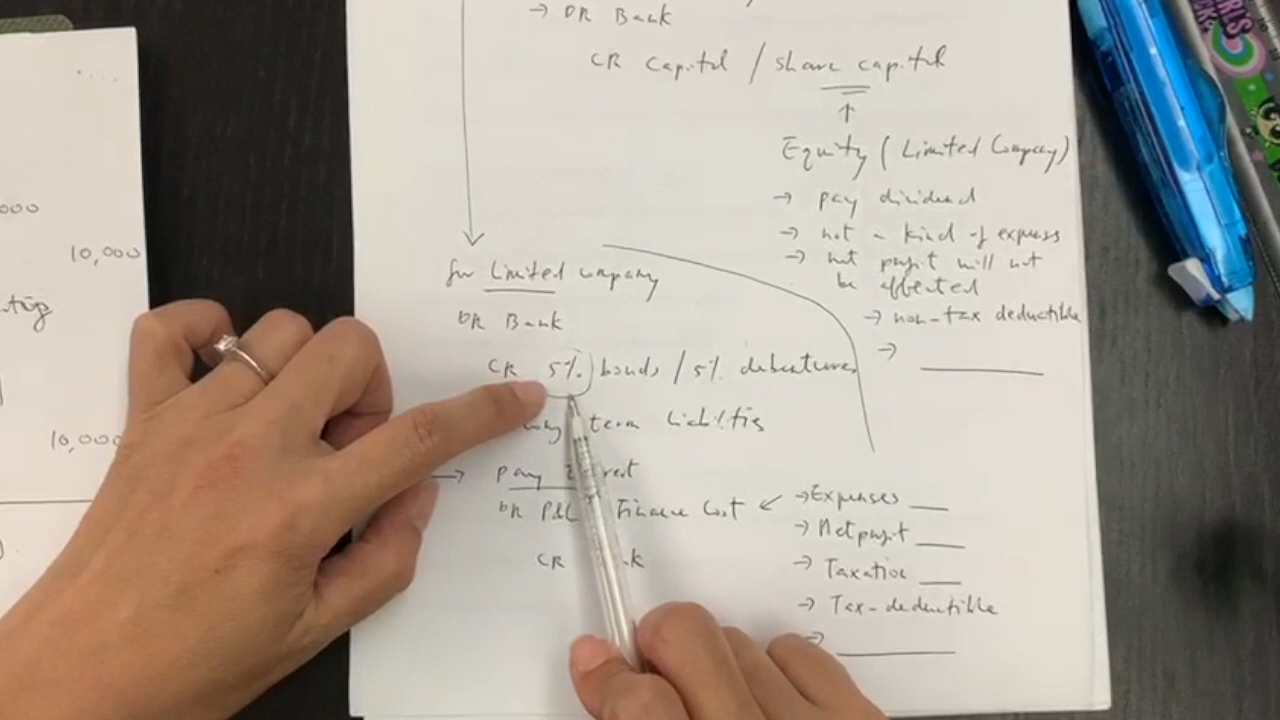 → DR Bank
CR Capital / share capital
↑
Equity (Limited Company)
→ pay dividend
→ not a kind of expenses
→ net profit will not
be affected
→ non-tax deductible
→
for Limited company
DR Bank
CR 5% bonds / 5% debentures
term liabilities
→ pay
DR P&L Finance Cost ↙
CR
→ Expenses
→ Net profit
→ Taxation
→ Tax-deductible
→
000
10,000
10,000